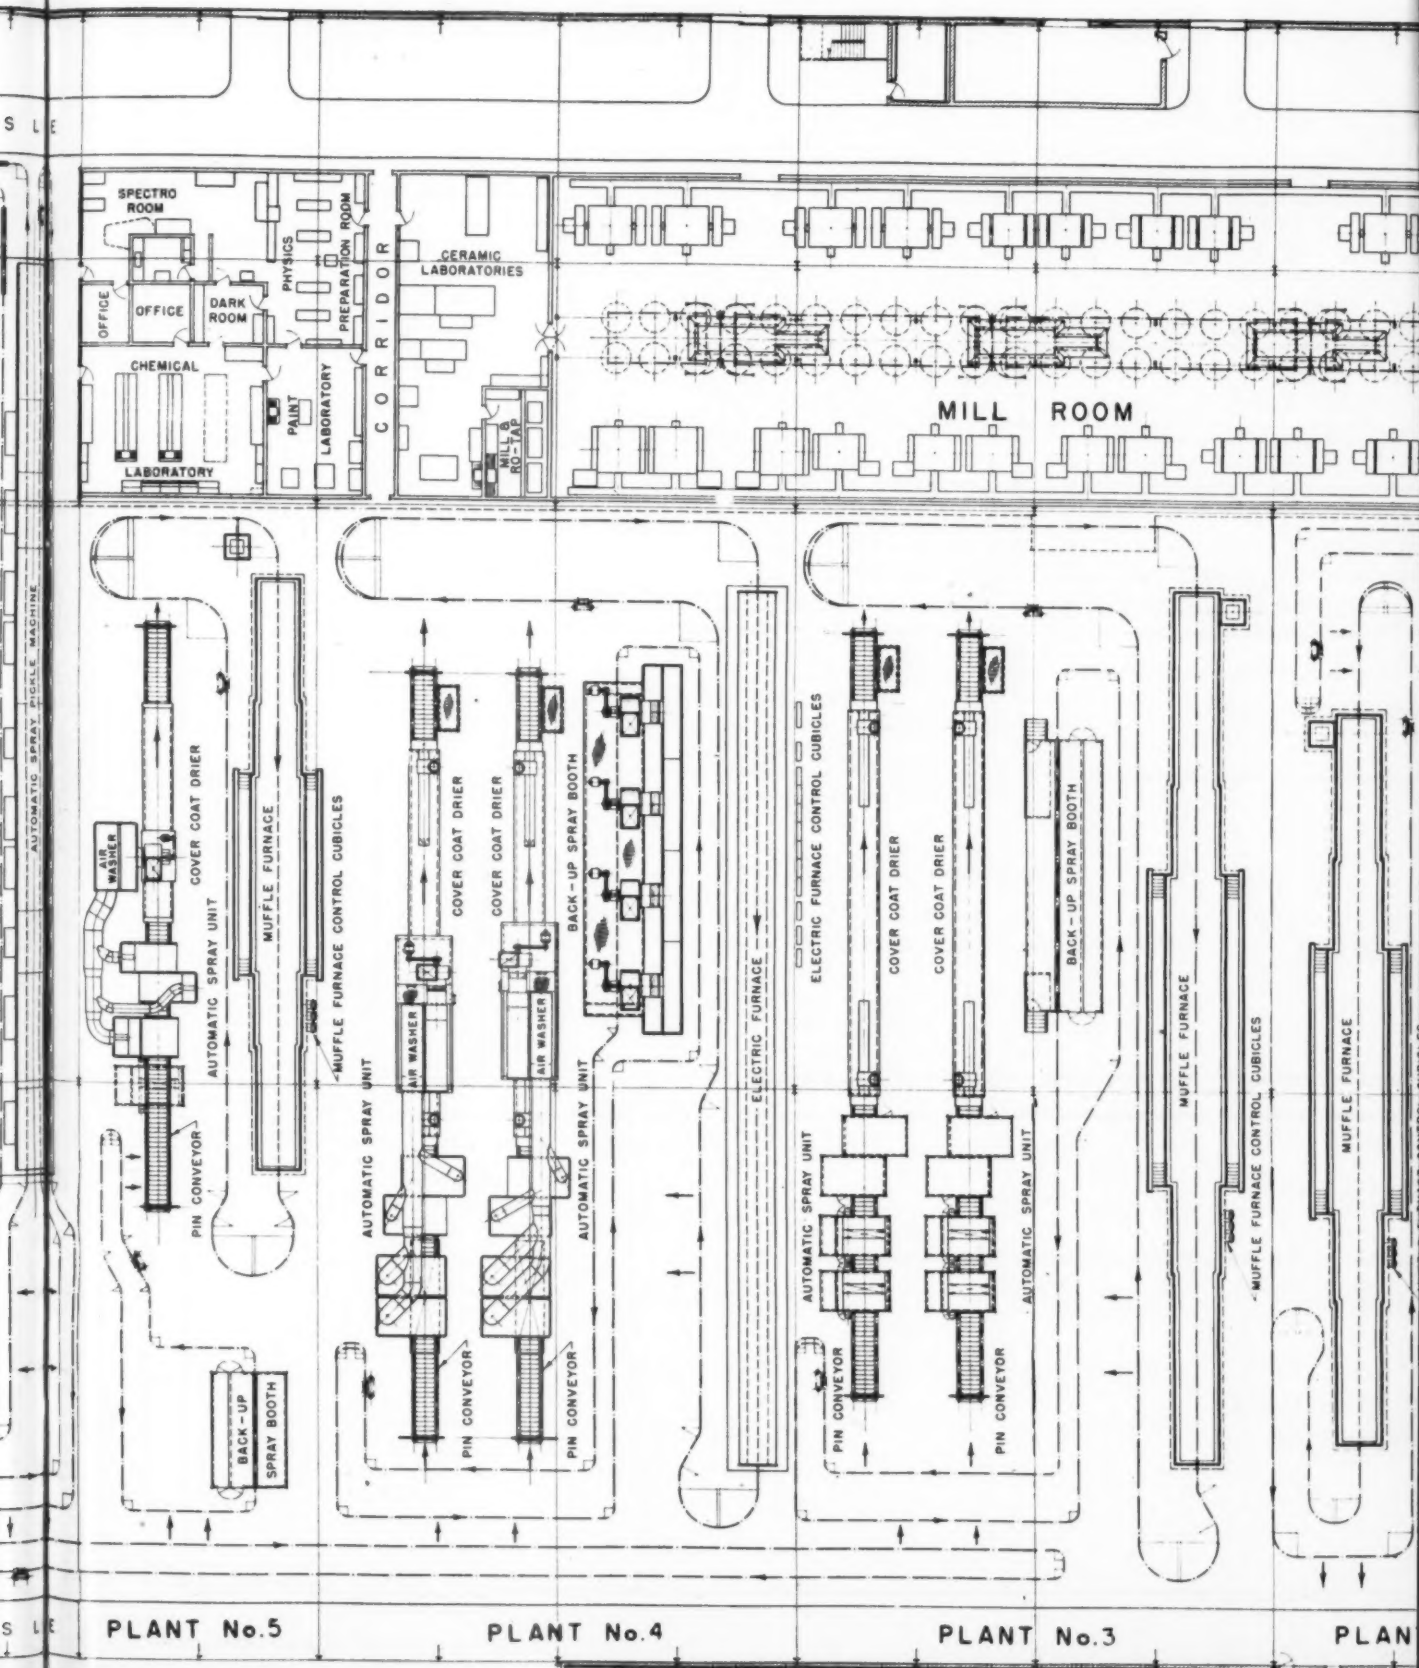 S L E
SPECTRO
ROOM
PHYSICS
PREPARATION ROOM
CORRIDOR
CERAMIC
LABORATORIES
OFFICE
OFFICE
DARK
ROOM
CHEMICAL
LABORATORY
PAINT
LABORATORY
MILL &
RO-TAP
MILL ROOM
AUTOMATIC SPRAY PICKLE MACHINE
AIR
WASHER
COVER COAT DRIER
AUTOMATIC SPRAY UNIT
PIN CONVEYOR
MUFFLE FURNACE
MUFFLE FURNACE CONTROL CUBICLES
BACK-UP
SPRAY BOOTH
COVER COAT DRIER
COVER COAT DRIER
AIR WASHER
AIR WASHER
AUTOMATIC SPRAY UNIT
AUTOMATIC SPRAY UNIT
PIN CONVEYOR
PIN CONVEYOR
BACK-UP SPRAY BOOTH
ELECTRIC FURNACE
ELECTRIC FURNACE CONTROL CUBICLES
COVER COAT DRIER
COVER COAT DRIER
AUTOMATIC SPRAY UNIT
AUTOMATIC SPRAY UNIT
PIN CONVEYOR
PIN CONVEYOR
BACK-UP SPRAY BOOTH
MUFFLE FURNACE
MUFFLE FURNACE CONTROL CUBICLES
MUFFLE FURNACE
S L E
PLANT No.5
PLANT No.4
PLANT No.3
PLAN